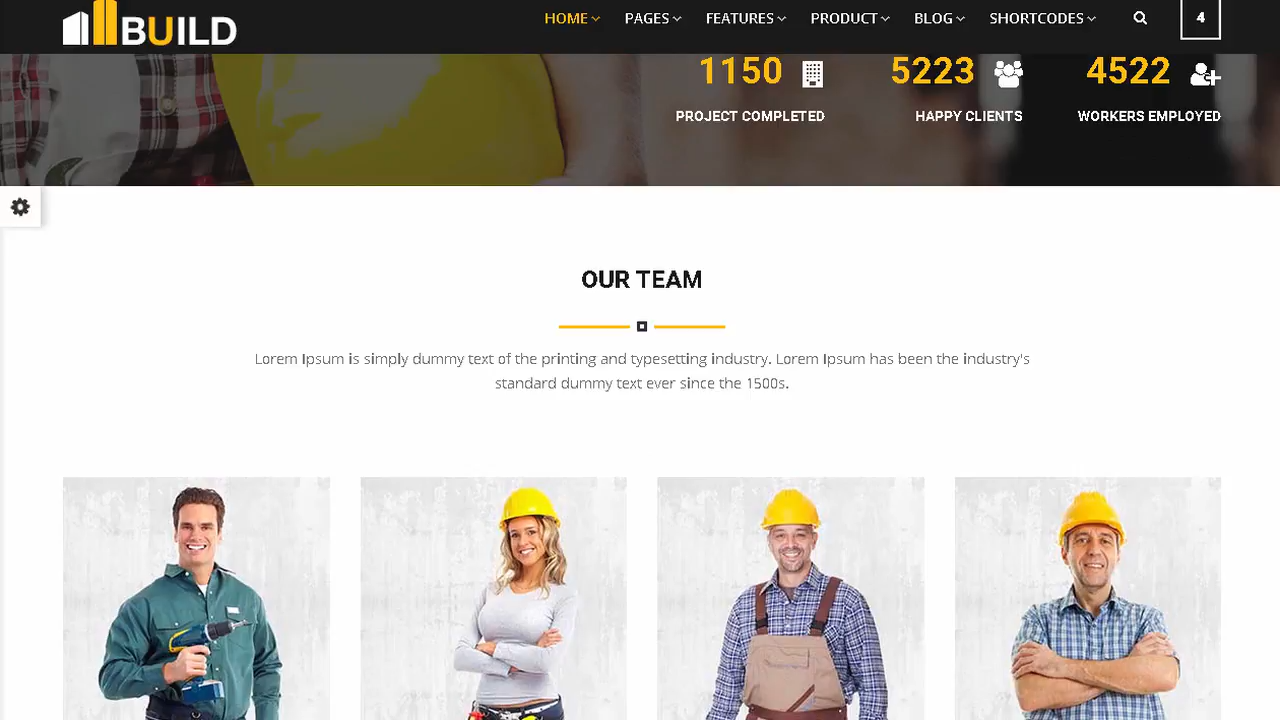 BUILD
HOME PAGES FEATURES PRODUCT BLOG SHORTCODES 4
1150 5223 4522
PROJECT COMPLETED HAPPY CLIENTS WORKERS EMPLOYED
OUR TEAM
Lorem Ipsum is simply dummy text of the printing and typesetting industry. Lorem Ipsum has been the industry's
standard dummy text ever since the 1500s.